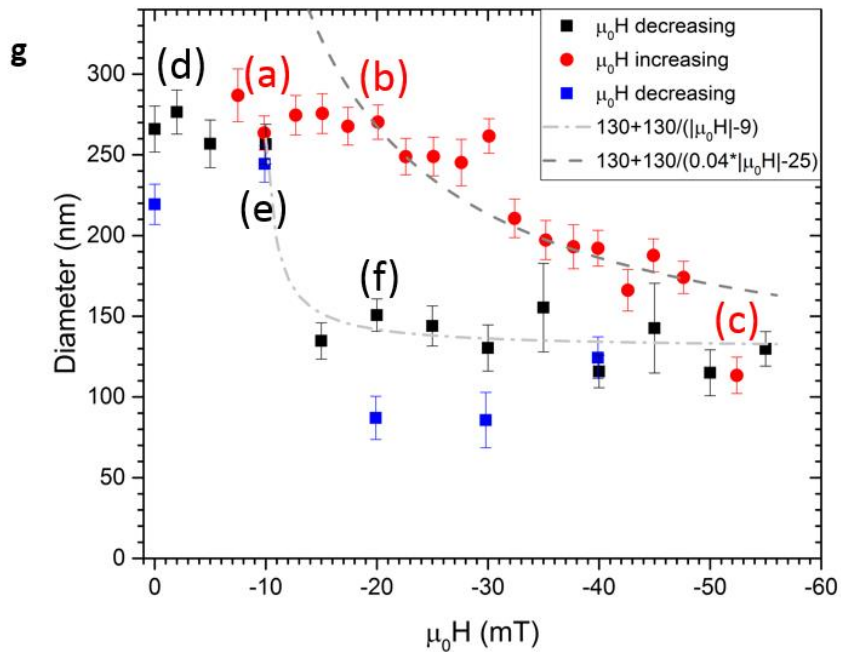 g
(d)
(a)
(b)
(e)
(f)
(c)
μ₀H decreasing
μ₀H increasing
μ₀H decreasing
130+130/(|μ₀H|-9)
130+130/(0.04*|μ₀H|-25)
Diameter (nm)
300
250
200
150
100
50
0
0 -10 -20 -30 -40 -50 -60
μ₀H (mT)